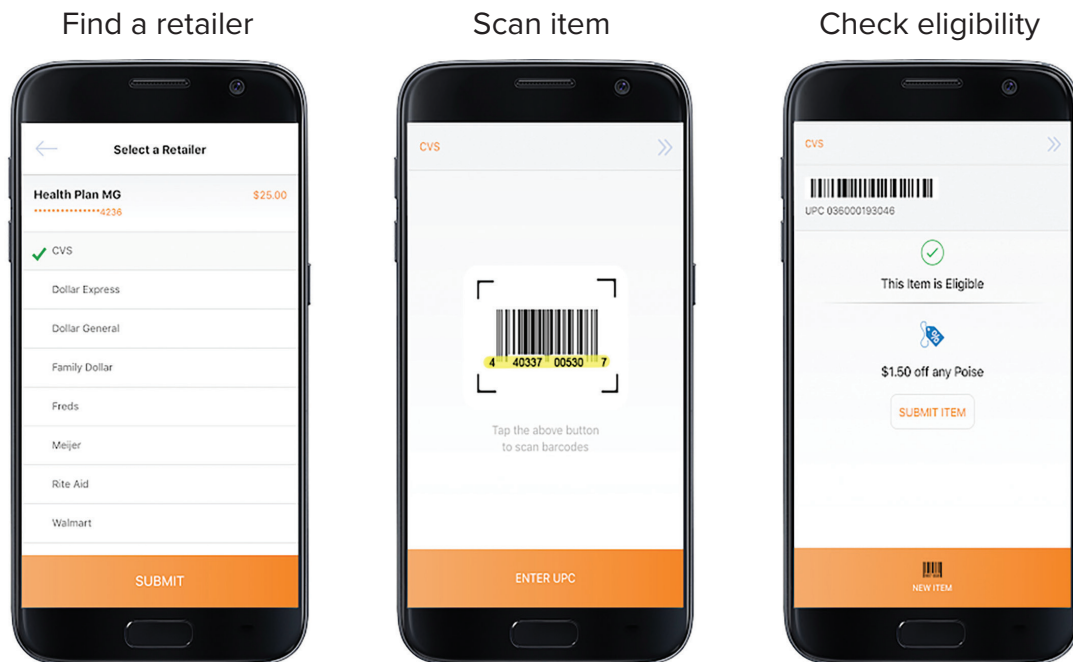 Find a retailer
Select a Retailer
Health Plan MG $25.00
•••••••••••••••4236
CVS
Dollar Express
Dollar General
Family Dollar
Freds
Meijer
Rite Aid
Walmart
SUBMIT
Scan item
CVS
4 40337 00530 7
Tap the above button
to scan barcodes
ENTER UPC
Check eligibility
CVS
UPC 036000193046
This Item is Eligible
%
$1.50 off any Poise
SUBMIT ITEM
NEW ITEM